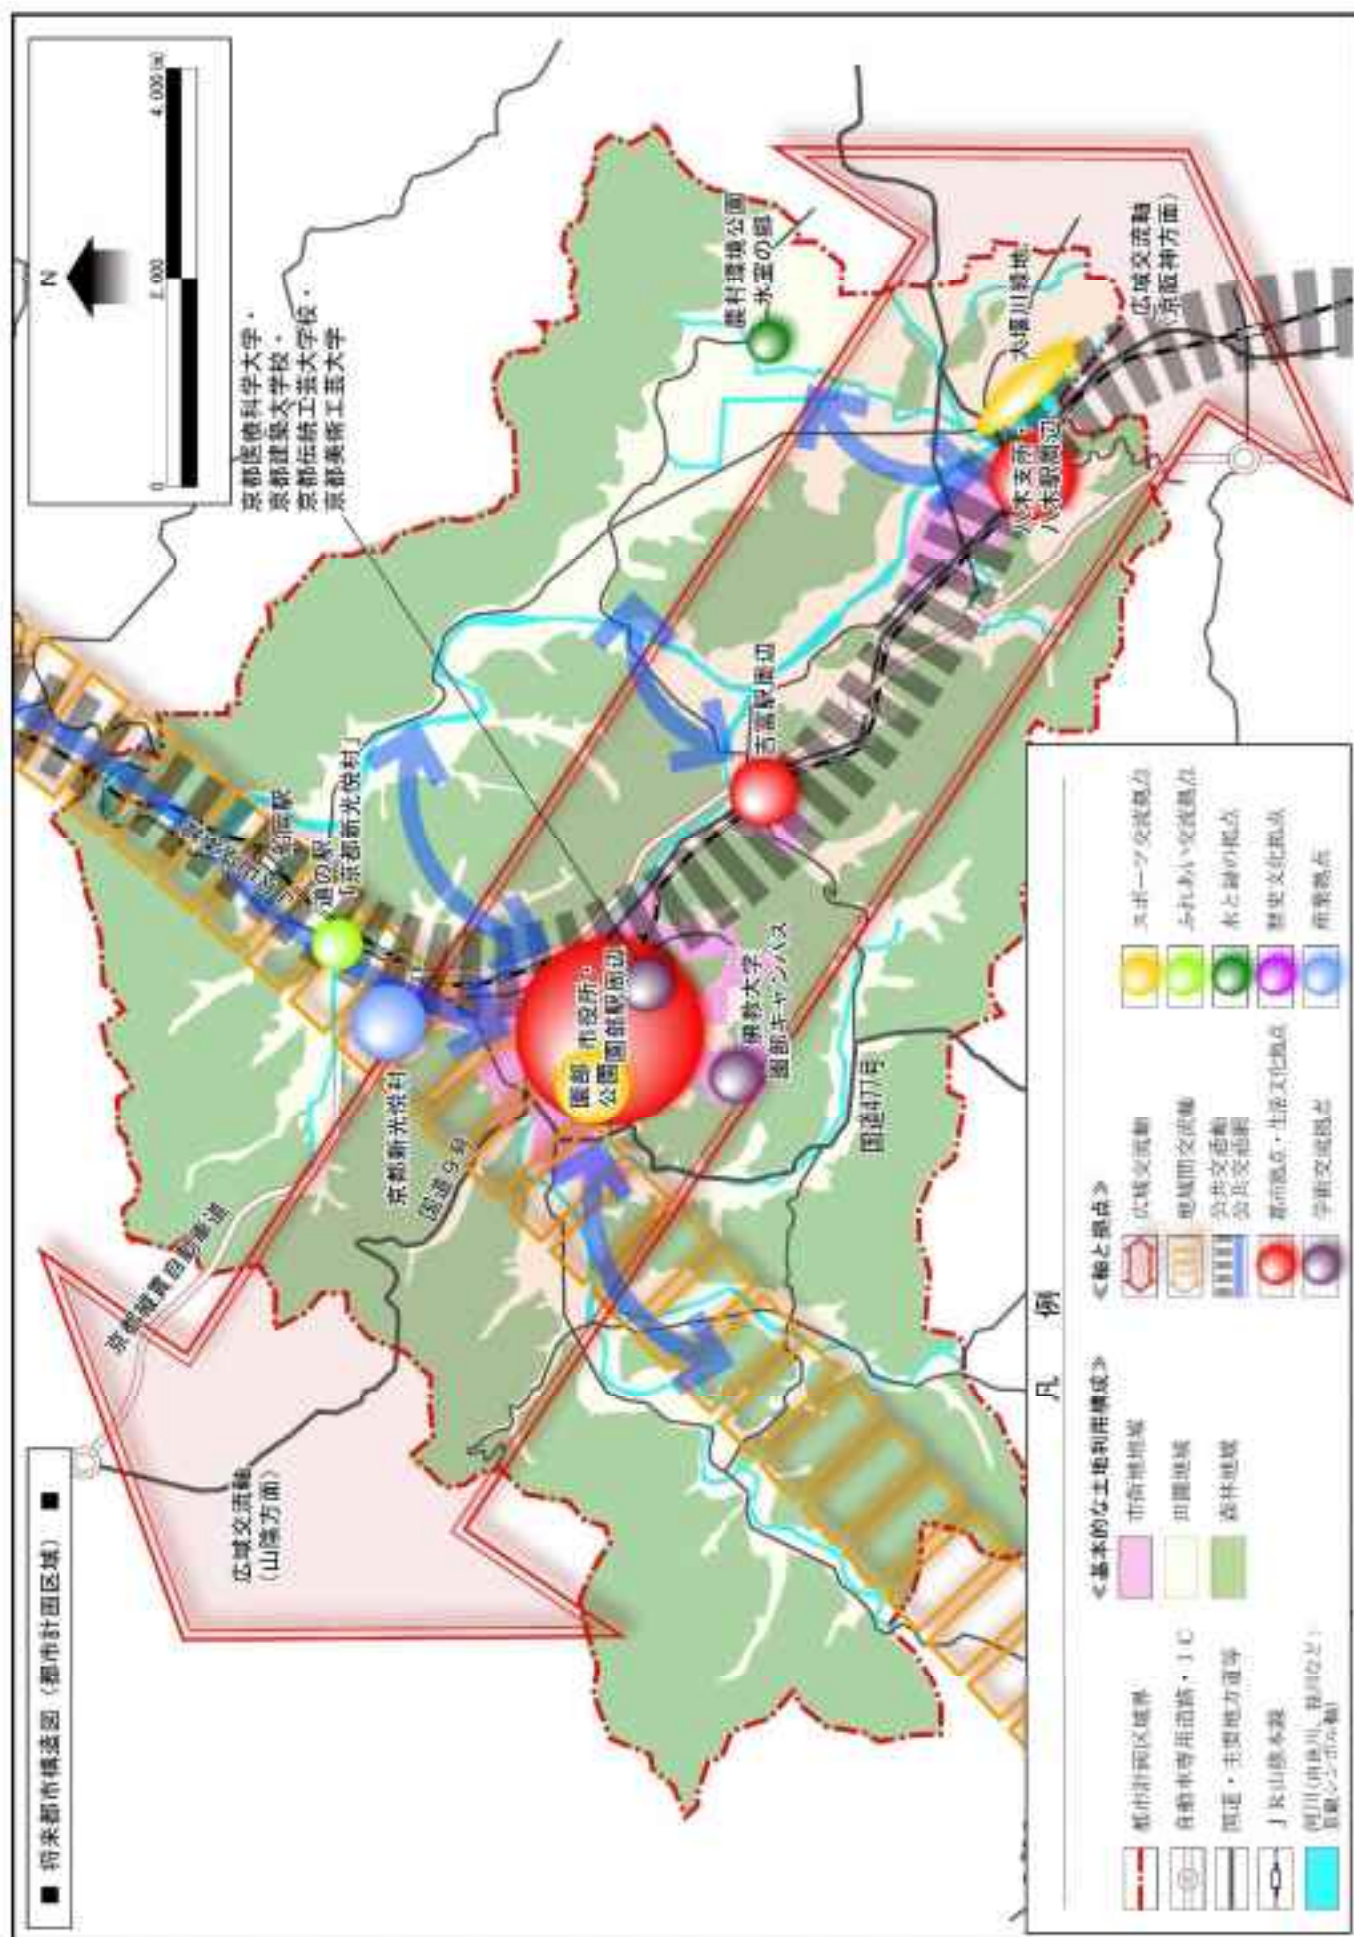 ■ 将来都市構造図(都市計画区域) ■
N
0 2,000 4,000(m)
京都医療科学大学・
京都建築大学校・
京都伝統工芸大学校・
京都美術工芸大学
広域交流軸
(山陰方面)
京都縦貫自動車道
国道9号
京都新光悦村
道の駅
「京都新光悦村」
農村環境公園
氷室の郷
園部
公園
市役所・
園部駅周辺
佛教大学
園部キャンパス
吉富駅周辺
国道477号
八木支所・
八木駅周辺
大堰川緑地
広域交流軸
(京阪神方面)
凡 例
都市計画区域界
自動車専用道路・IC
国道・主要地方道等
JR山陰本線
≪基本的な土地利用構成≫
市街地地域
田園地域
森林地域
≪軸と拠点≫
広域交流軸
地域間交流軸
公共交通軸
公共交通網
都市拠点・生活文化拠点
学術交流拠点
スポーツ交流拠点
ふれあい交流拠点
水と緑の拠点
歴史文化拠点
産業拠点